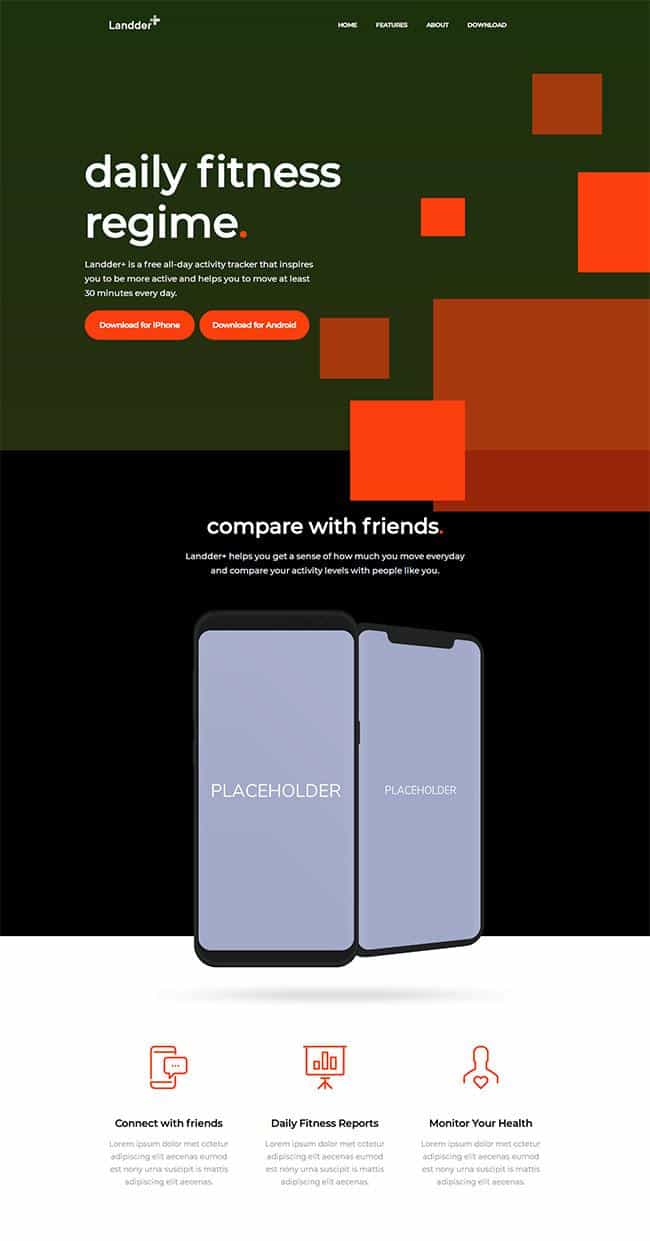 Landder+
HOME FEATURES ABOUT DOWNLOAD
daily fitness
regime.
Landder+ is a free all-day activity tracker that inspires
you to be more active and helps you to move at least
30 minutes every day.
Download for iPhone Download for Android
compare with friends.
Landder+ helps you get a sense of how much you move everyday
and compare your activity levels with people like you.
PLACEHOLDER PLACEHOLDER
Connect with friends
Lorem ipsum dolor met cctetur
adipiscing elit aecenas eumod
est nony urna suscipit is mattis
adipiscing elit aecenas.
Daily Fitness Reports
Lorem ipsum dolor met cctetur
adipiscing elit aecenas eumod
est nony urna suscipit is mattis
adipiscing elit aecenas.
Monitor Your Health
Lorem ipsum dolor met cctetur
adipiscing elit aecenas eumod
est nony urna suscipit is mattis
adipiscing elit aecenas.